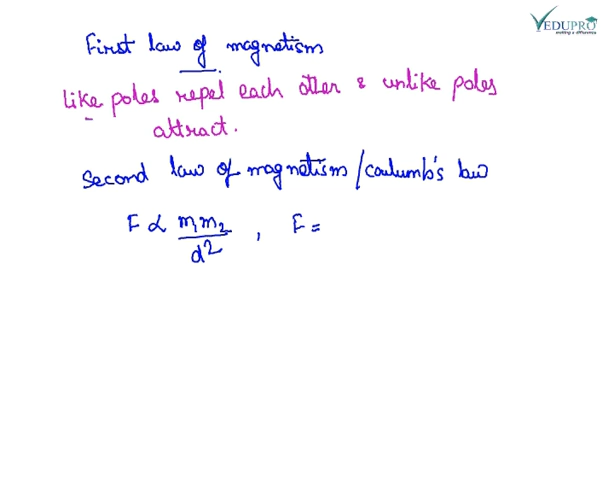 VEDUPRO
making a difference
First law of magnetism
Like poles repel each other & unlike poles
attract.
Second law of magnetism/coulumb's law
F ∝ m₁m₂/d² , F =